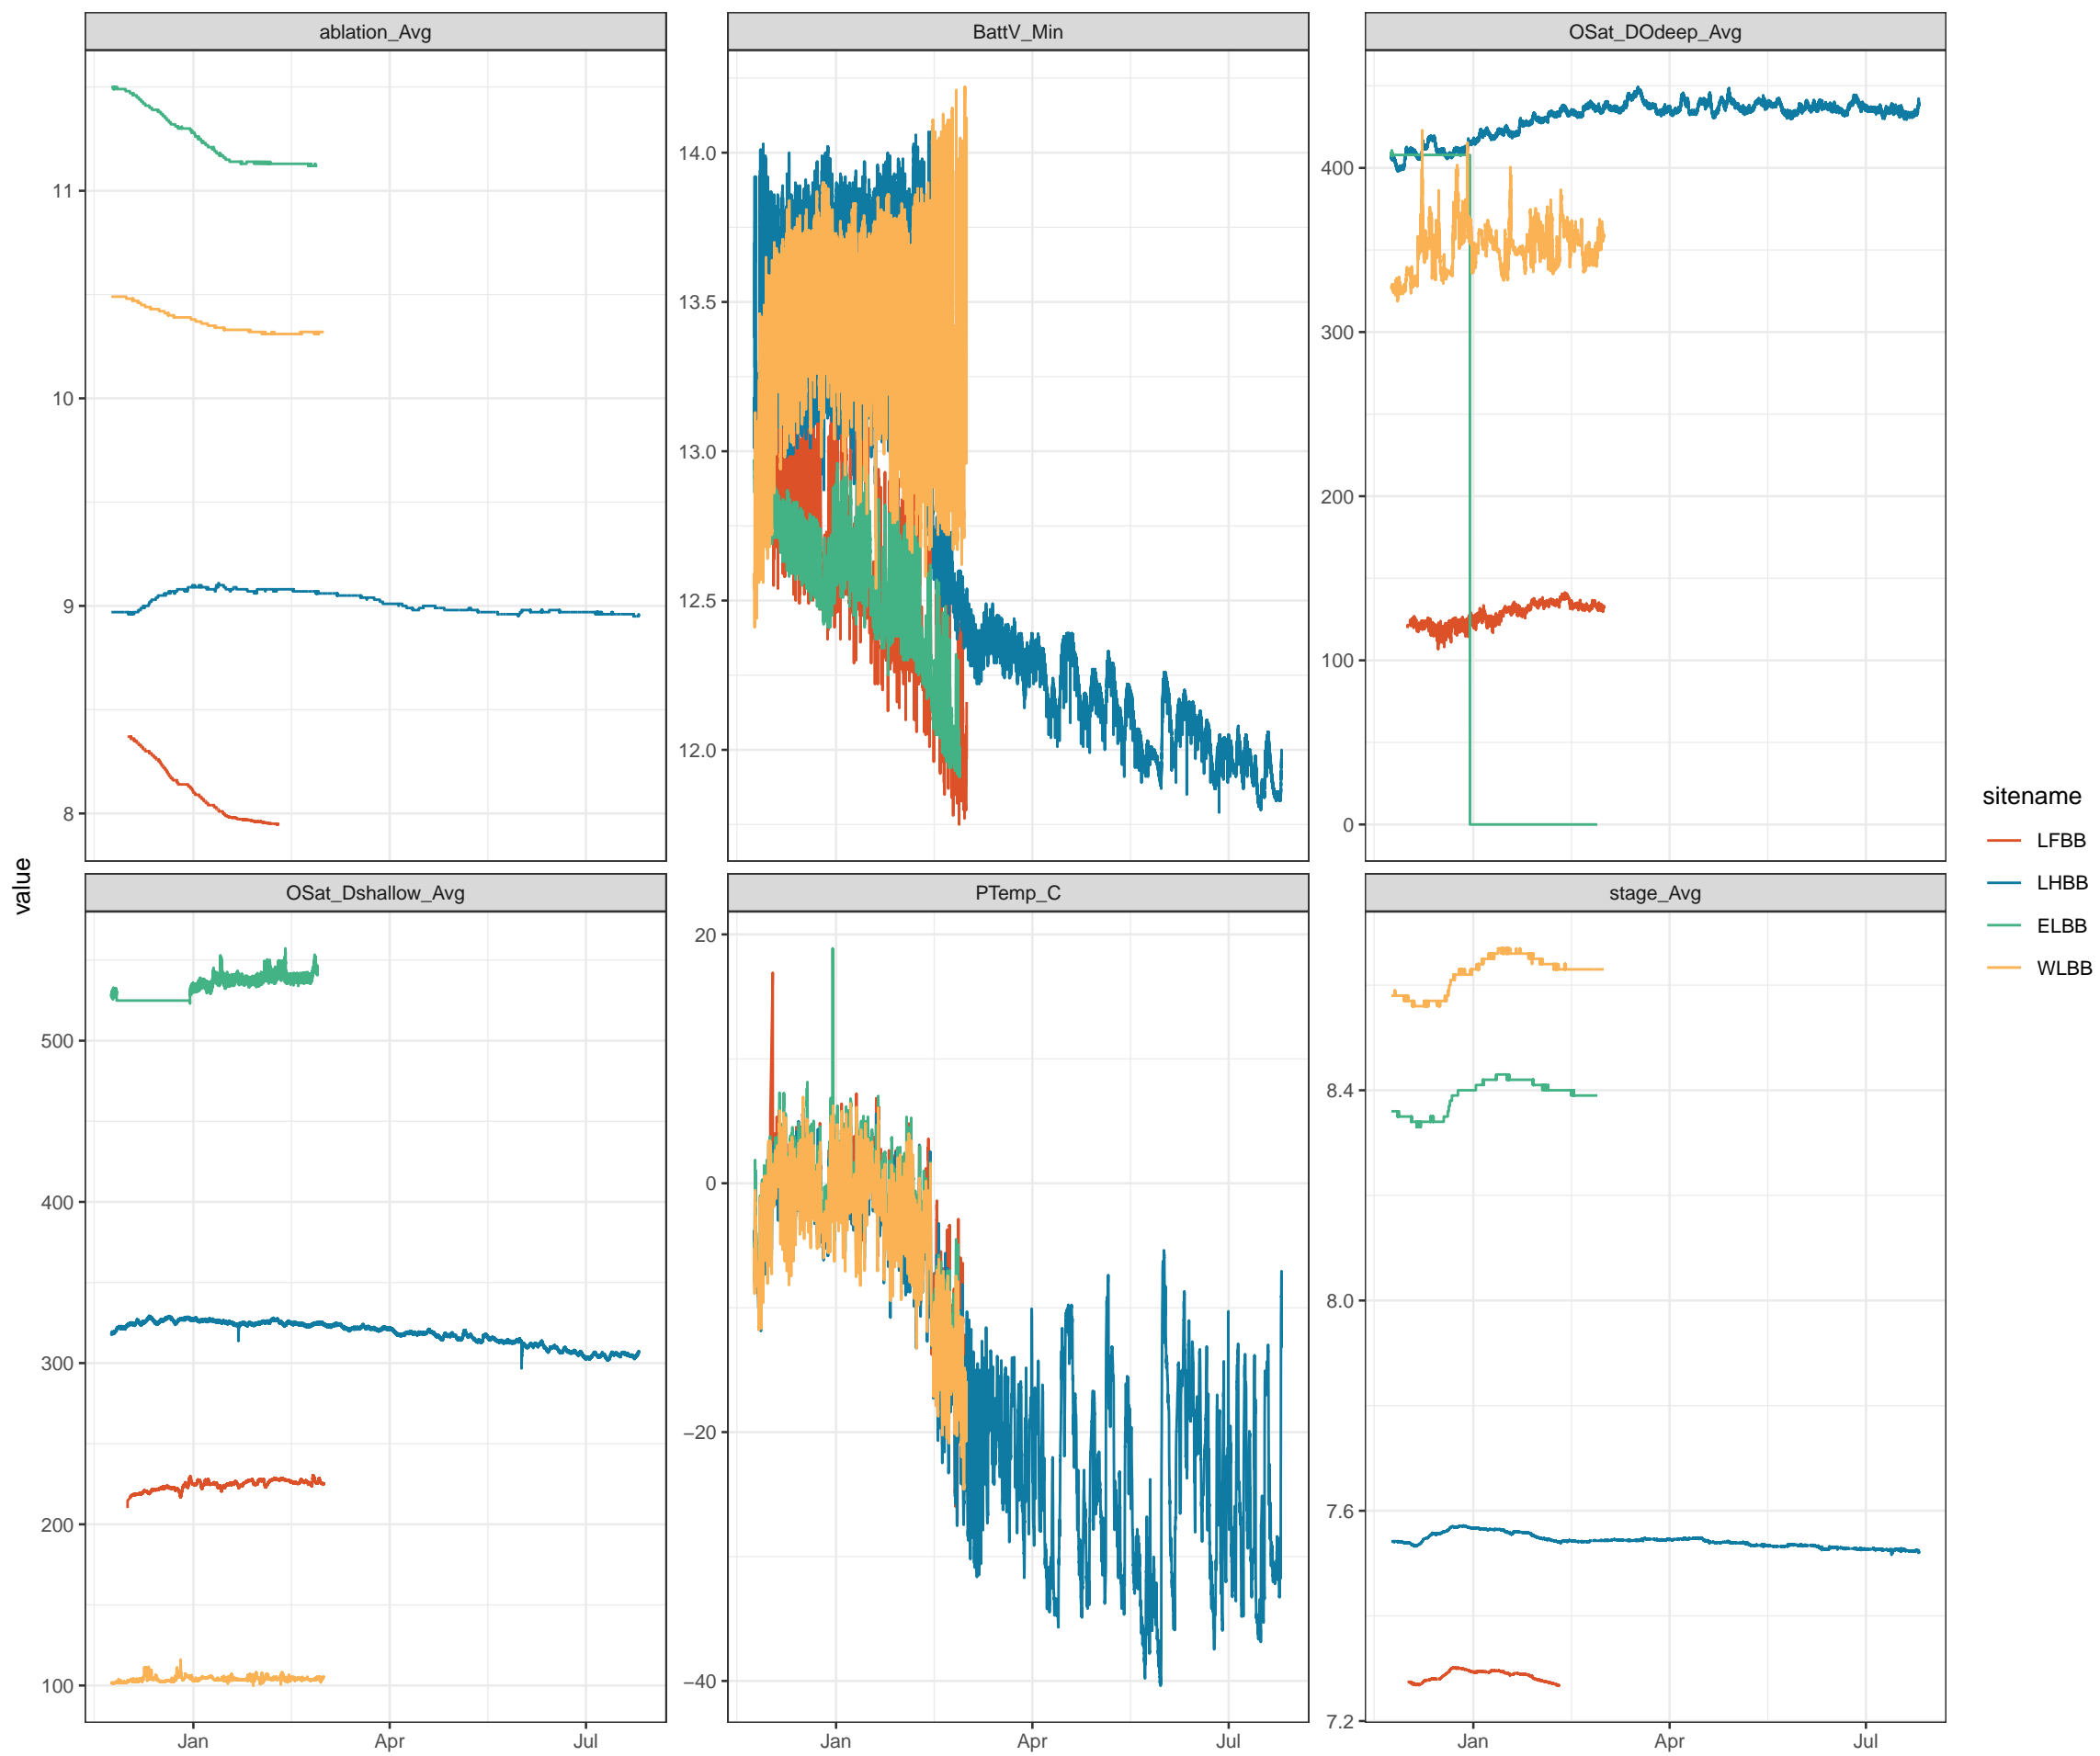 ablation_Avg
BattV_Min
OSat_DOdeep_Avg
11
10
9
8
14.0
13.5
13.0
12.5
12.0
400
300
200
100
0
value
OSat_Dshallow_Avg
PTemp_C
stage_Avg
500
400
300
200
100
20
0
−20
−40
8.4
8.0
7.6
7.2
Jan
Apr
Jul
Jan
Apr
Jul
Jan
Apr
Jul
sitename
LFBB
LHBB
ELBB
WLBB